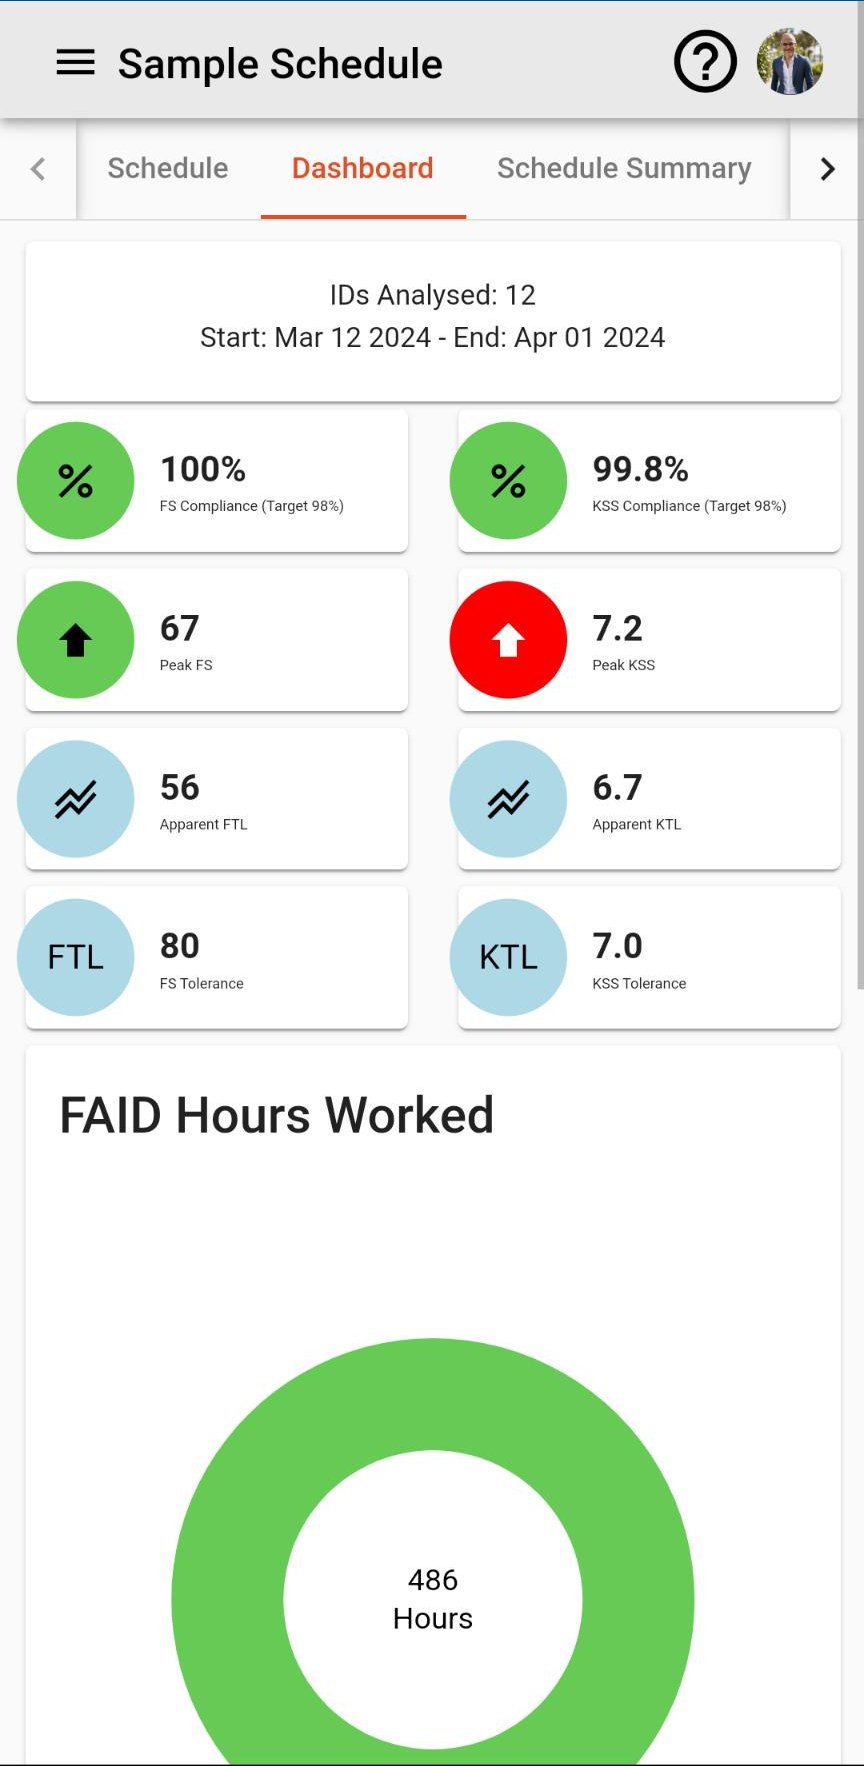 Sample Schedule
Schedule
Dashboard
Schedule Summary
IDs Analysed: 12
Start: Mar 12 2024 - End: Apr 01 2024
%
100%
FS Compliance (Target 98%)
%
99.8%
KSS Compliance (Target 98%)
67
Peak FS
7.2
Peak KSS
56
Apparent FTL
6.7
Apparent KTL
FTL
80
FS Tolerance
KTL
7.0
KSS Tolerance
FAID Hours Worked
486
Hours